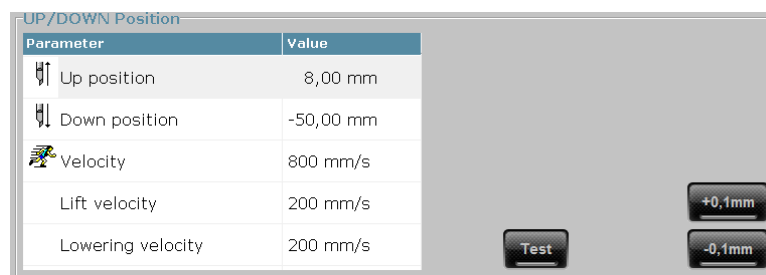 UP/DOWN Position
Parameter Value
Up position 8,00 mm
Down position -50,00 mm
Velocity 800 mm/s
Lift velocity 200 mm/s
+0,1mm
Lowering velocity 200 mm/s
Test
-0,1mm